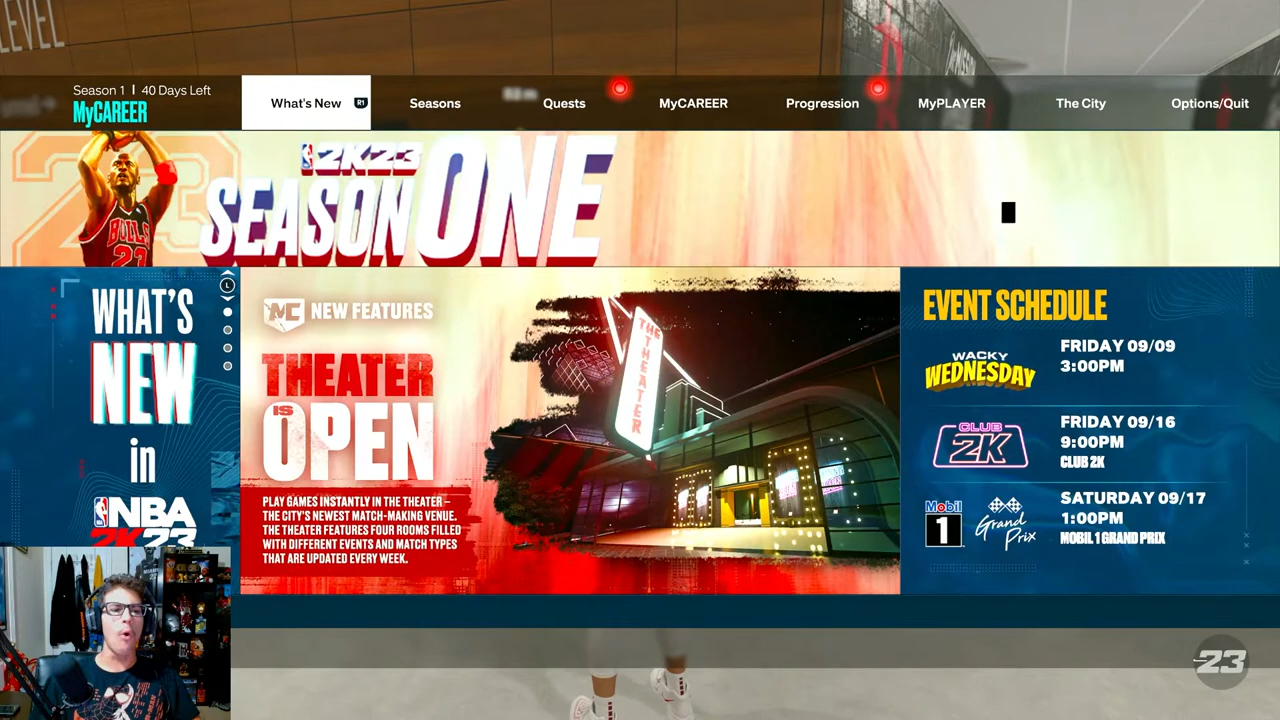 LEVEL
Season 1 | 40 Days Left
MyCAREER
What's New
R1
Seasons
Quests
MyCAREER
Progression
MyPLAYER
The City
Options/Quit
23
2K23
SEASON ONE
BULLS
23
L
WHAT'S
NEW
in
NBA
2K23
MC NEW FEATURES
THEATER
IS
OPEN
PLAY GAMES INSTANTLY IN THE THEATER–
THE CITY'S NEWEST MATCH-MAKING VENUE.
THE THEATER FEATURES FOUR ROOMS FILLED
WITH DIFFERENT EVENTS AND MATCH TYPES
THAT ARE UPDATED EVERY WEEK.
THE THEATER
EVENT SCHEDULE
WACKY
WEDNESDAY
FRIDAY 09/09
3:00PM
CLUB
2K
FRIDAY 09/16
9:00PM
CLUB 2K
Mobil
1
Grand
Prix
SATURDAY 09/17
1:00PM
MOBIL 1 GRAND PRIX
23